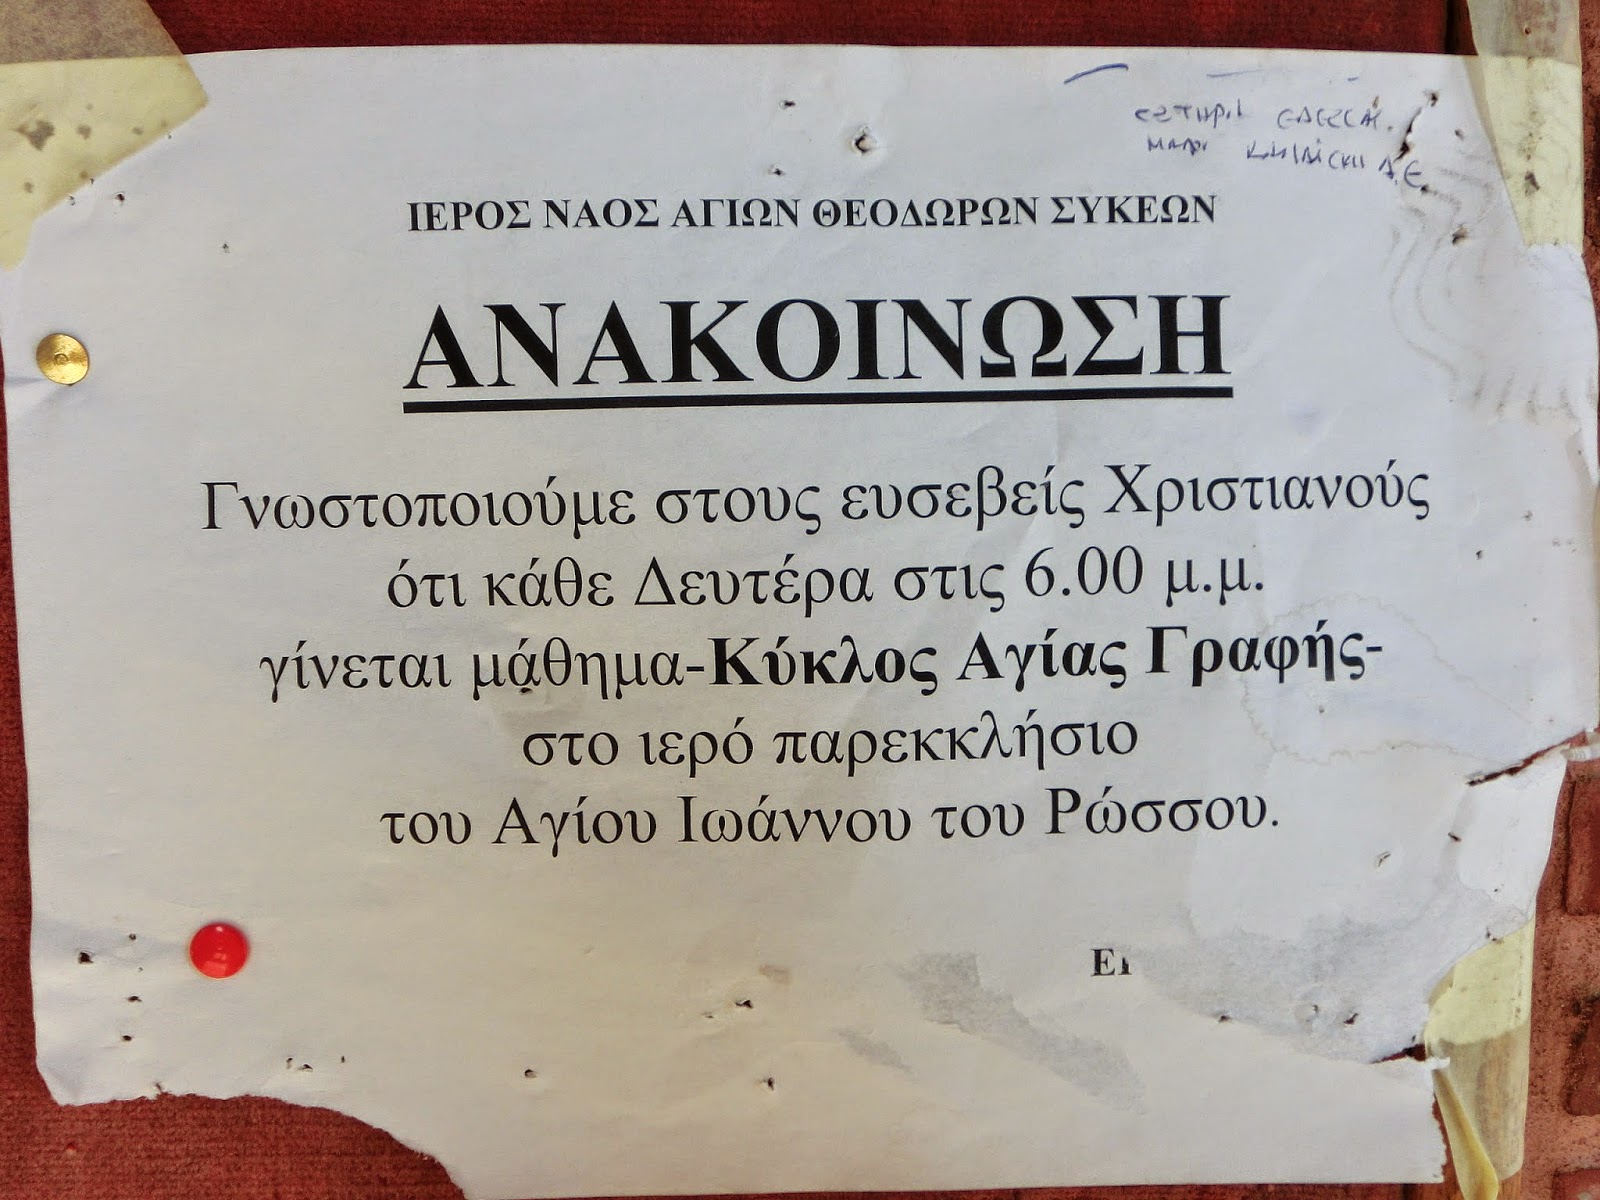 ΙΕΡΟΣ ΝΑΟΣ ΑΓΙΩΝ ΘΕΟΔΩΡΩΝ ΣΥΚΕΩΝ
ΑΝΑΚΟΙΝΩΣΗ
Γνωστοποιούμε στους ευσεβείς Χριστιανούς
ότι κάθε Δευτέρα στις 6.00 μ.μ.
γίνεται μάθημα-Κύκλος Αγίας Γραφής-
στο ιερό παρεκκλήσιο
του Αγίου Ιωάννου του Ρώσσου.